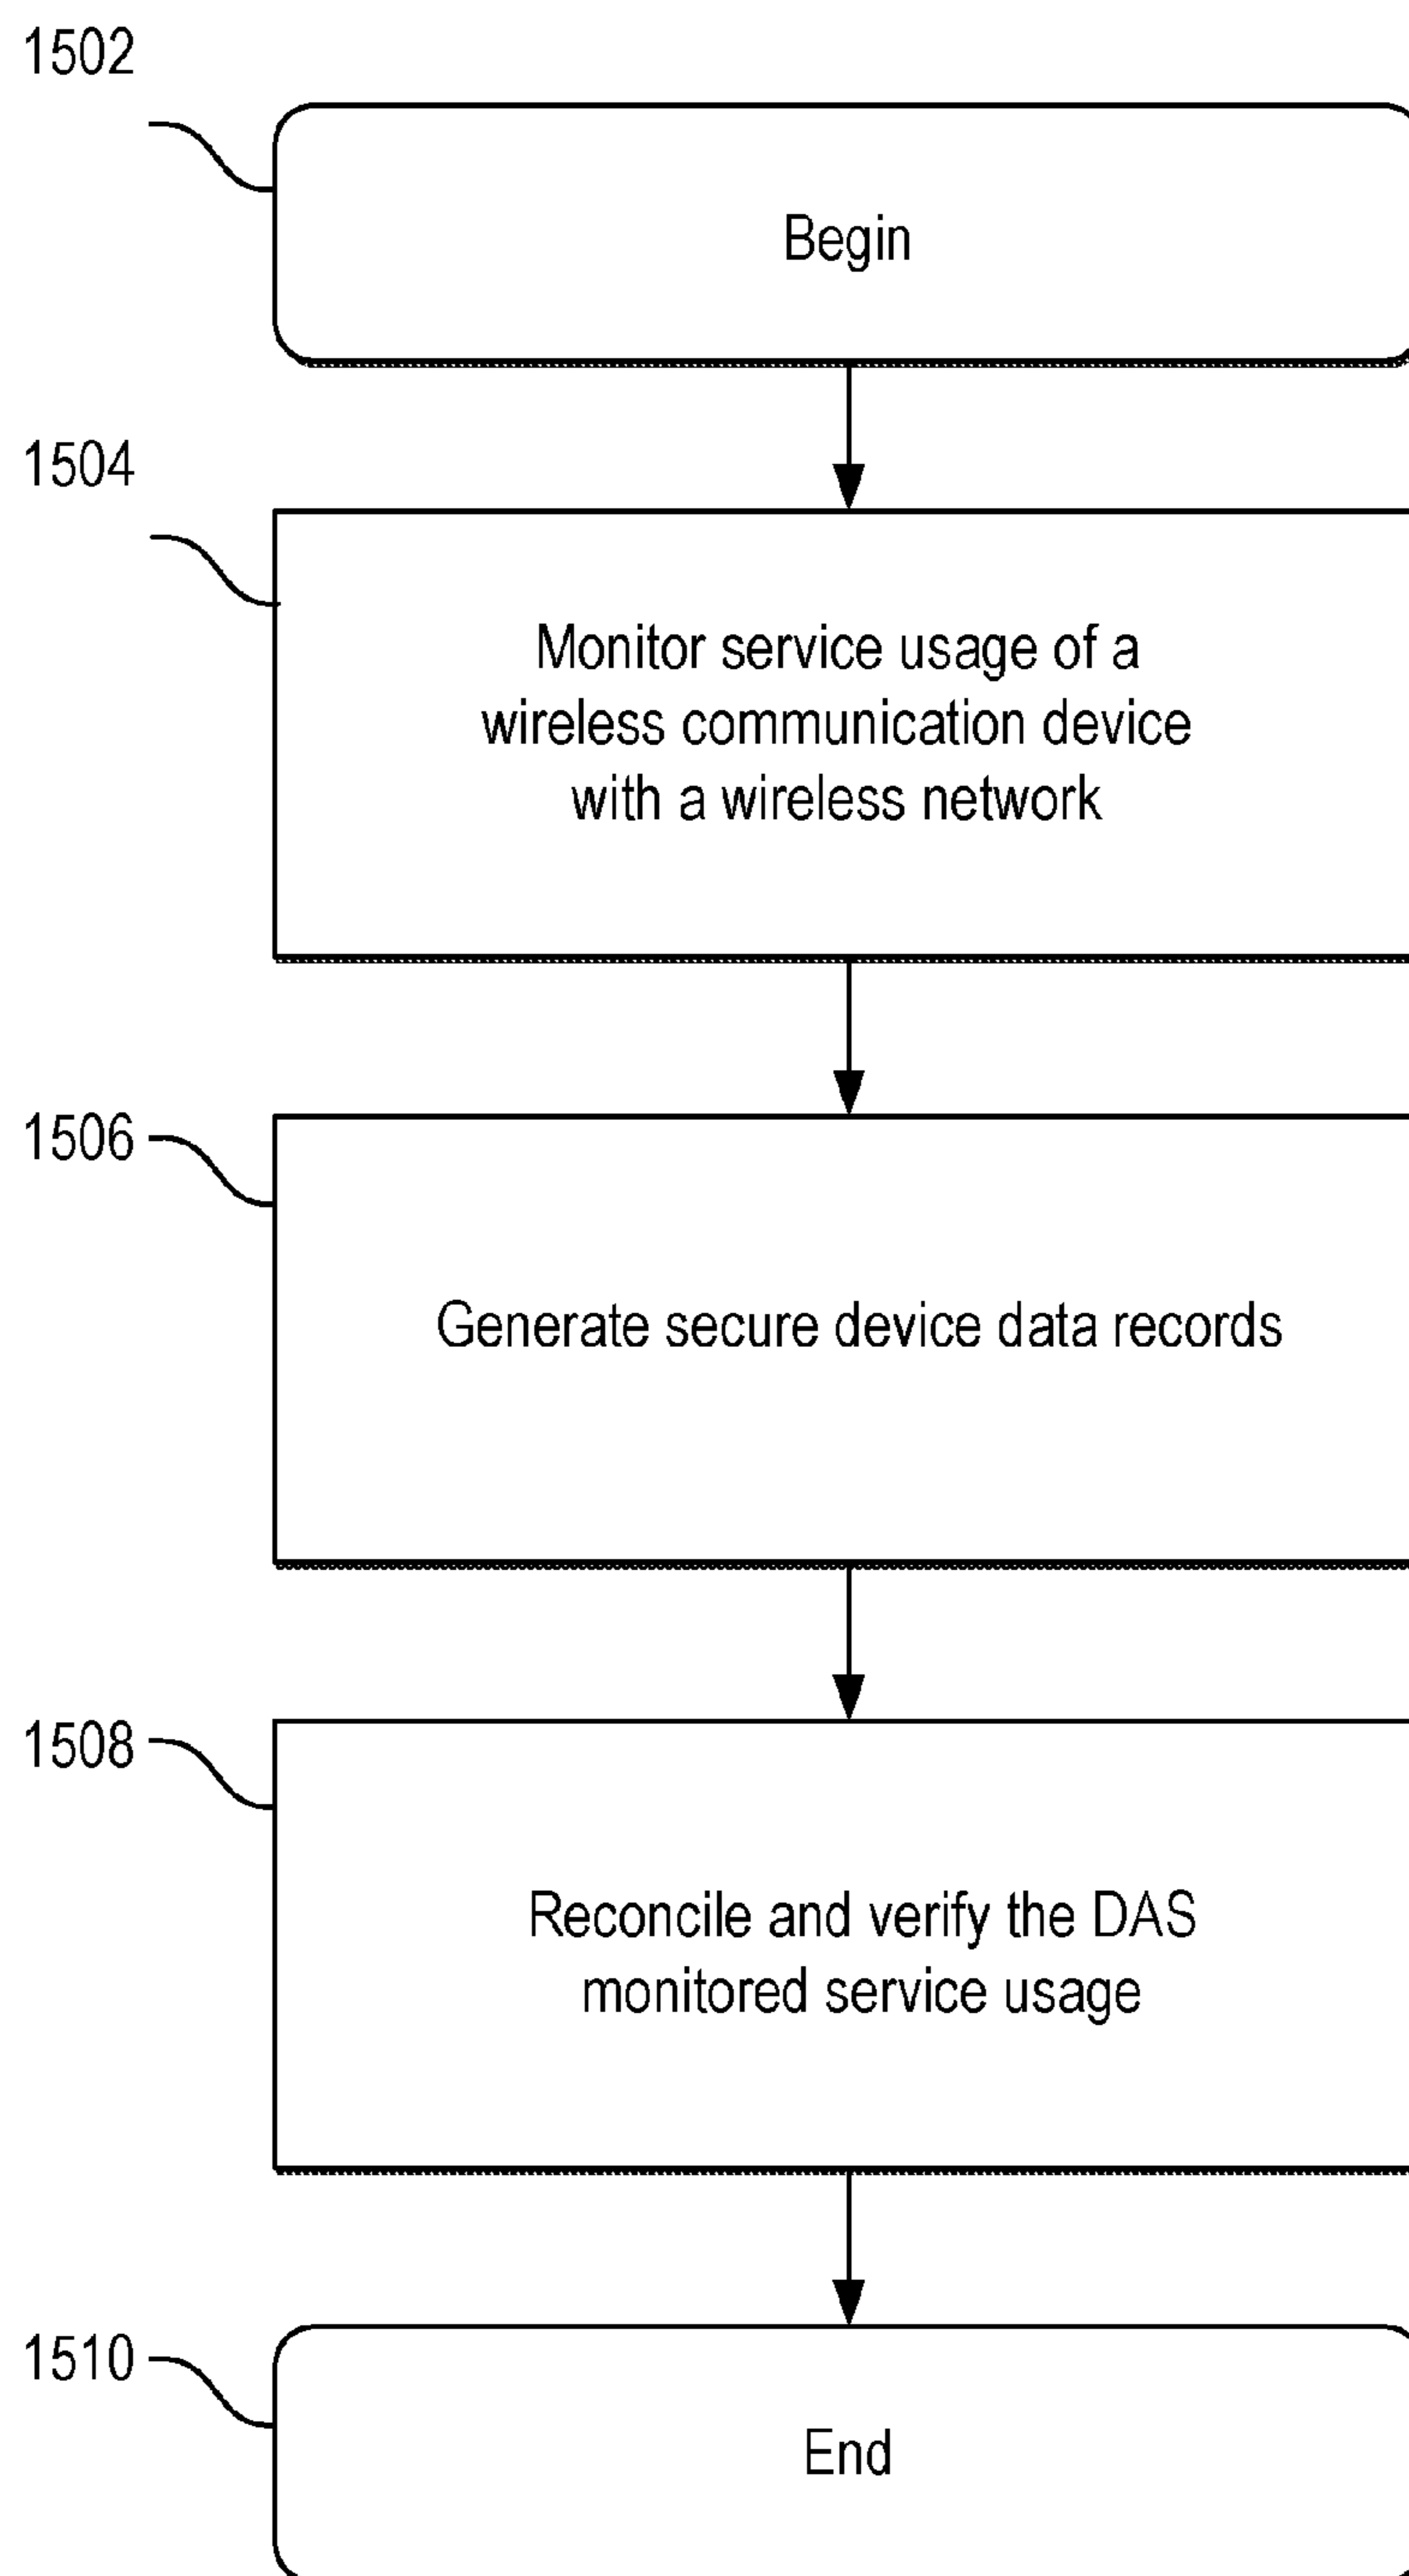 1502
Begin
1504
Monitor service usage of a
wireless communication device
with a wireless network
1506
Generate secure device data records
1508
Reconcile and verify the DAS
monitored service usage
1510
End